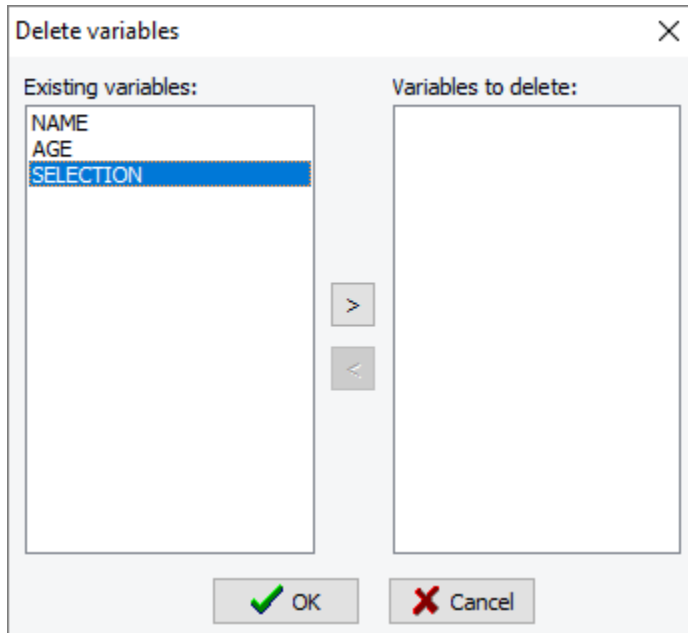 Delete variables
Existing variables:
Variables to delete:
NAME
AGE
SELECTION
>
<
OK
Cancel